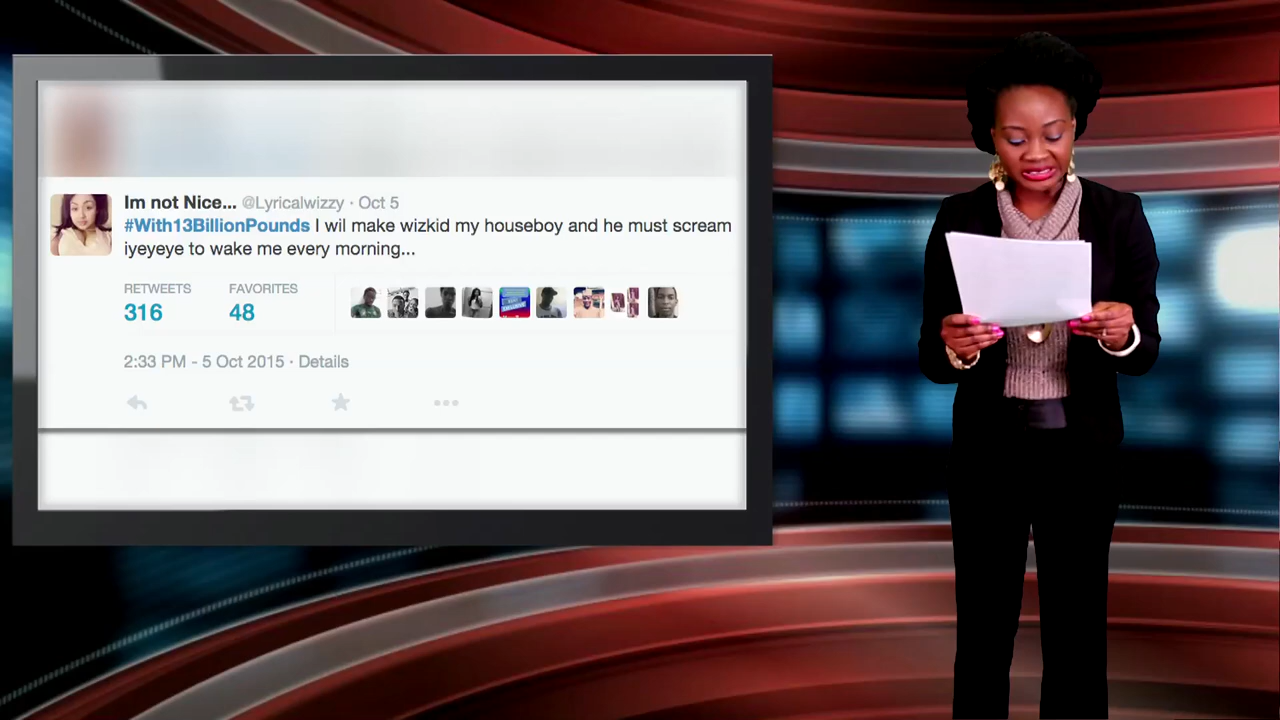 Im not Nice... @Lyricalwizzy · Oct 5
#With13BillionPounds I wil make wizkid my houseboy and he must scream
iyeyeye to wake me every morning...
RETWEETS FAVORITES
316 48
2:33 PM - 5 Oct 2015 · Details